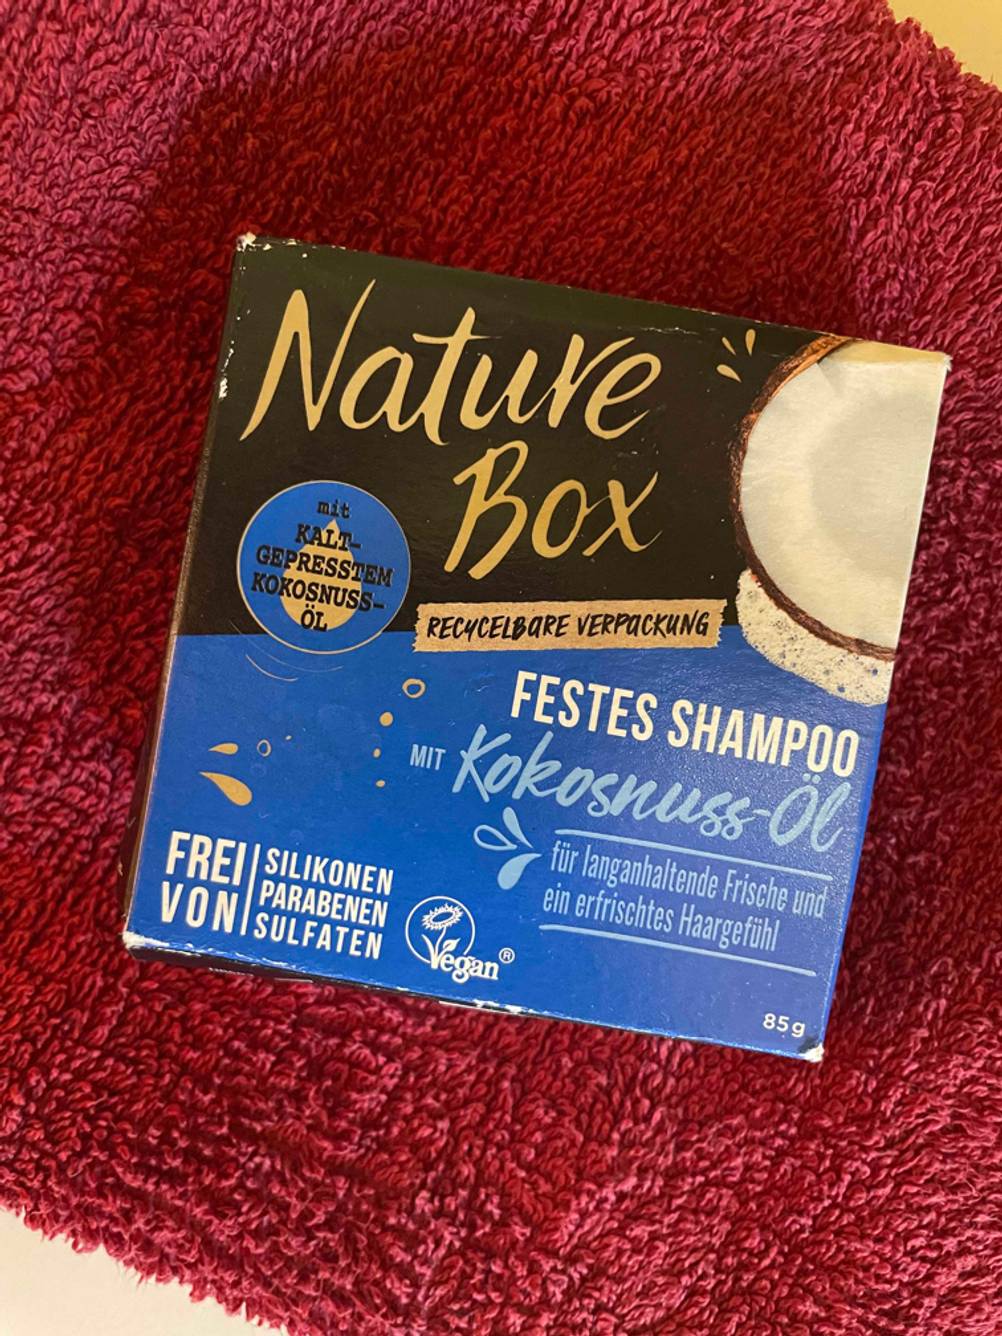 Nature
Box
mit
KALT-
GEPRESSTEM
KOKOSNUSS-
ÖL
RECYCELBARE VERPACKUNG
FESTES SHAMPOO
MIT Kokosnuss-Öl
für langanhaltende Frische und
ein erfrischtes Haargefühl
FREI VON
SILIKONEN
PARABENEN
SULFATEN
Vegan®
85g